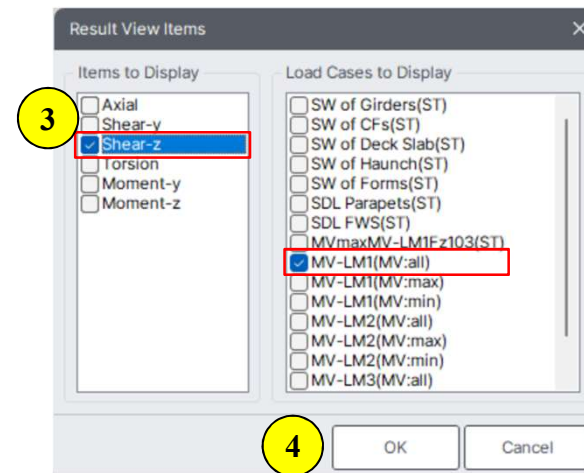 Result View Items
Items to Display
Axial
Shear-y
Shear-z
Torsion
Moment-y
Moment-z
3
Load Cases to Display
SW of Girders(ST)
SW of CFs(ST)
SW of Deck Slab(ST)
SW of Haunch(ST)
SW of Forms(ST)
SDL Parapets(ST)
SDL FWS(ST)
MVmaxMV-LM1Fz103(ST)
MV-LM1(MV:all)
MV-LM1(MV:max)
MV-LM1(MV:min)
MV-LM2(MV:all)
MV-LM2(MV:max)
MV-LM2(MV:min)
MV-LM3(MV:all)
4
OK
Cancel